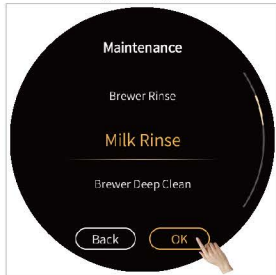 Maintenance
Brewer Rinse
Milk Rinse
Brewer Deep Clean
Back OK